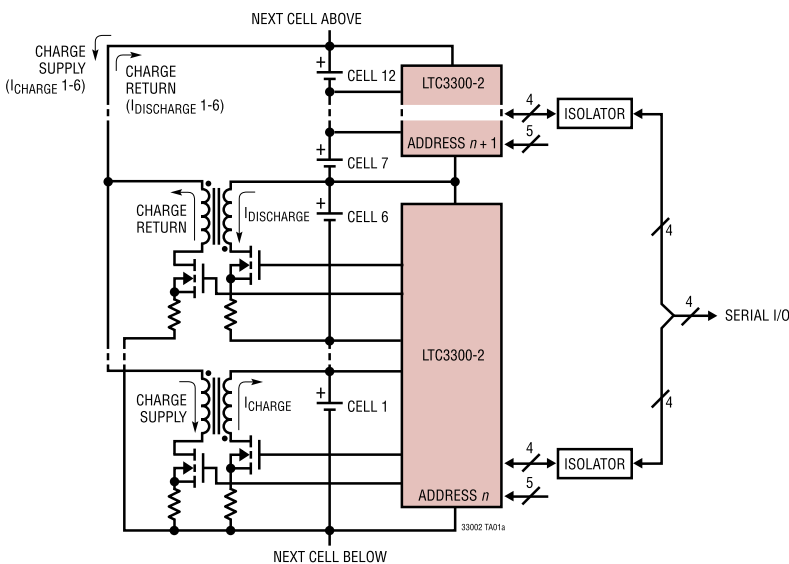 NEXT CELL ABOVE
CHARGE
SUPPLY
(ICHARGE 1-6)
CHARGE
RETURN
(IDISCHARGE 1-6)
+
CELL 12
LTC3300-2
ADDRESS n + 1
4
5
ISOLATOR
+
CELL 7
CHARGE
RETURN
IDISCHARGE
+
CELL 6
4
LTC3300-2
4
SERIAL I/O
CHARGE
SUPPLY
ICHARGE
+
CELL 1
4
ADDRESS n
4
5
ISOLATOR
33002 TA01a
NEXT CELL BELOW